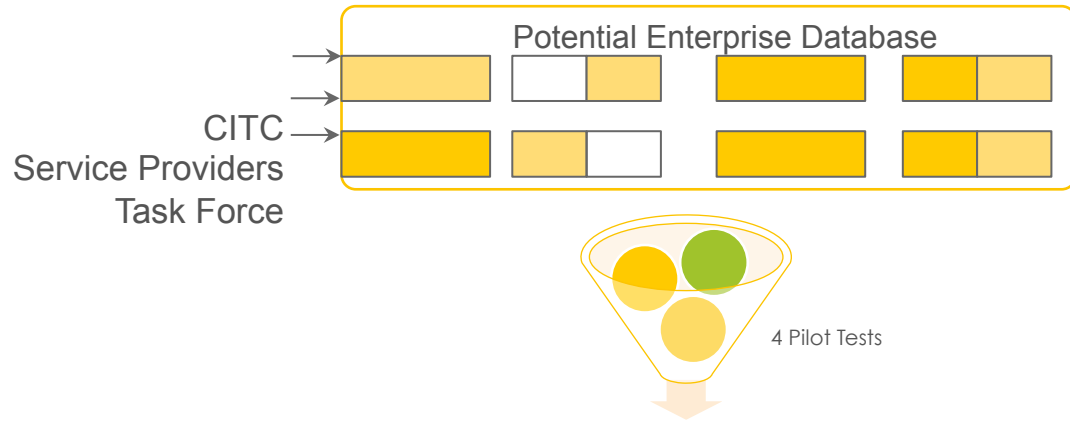 Potential Enterprise Database
CITC
Service Providers
Task Force
4 Pilot Tests